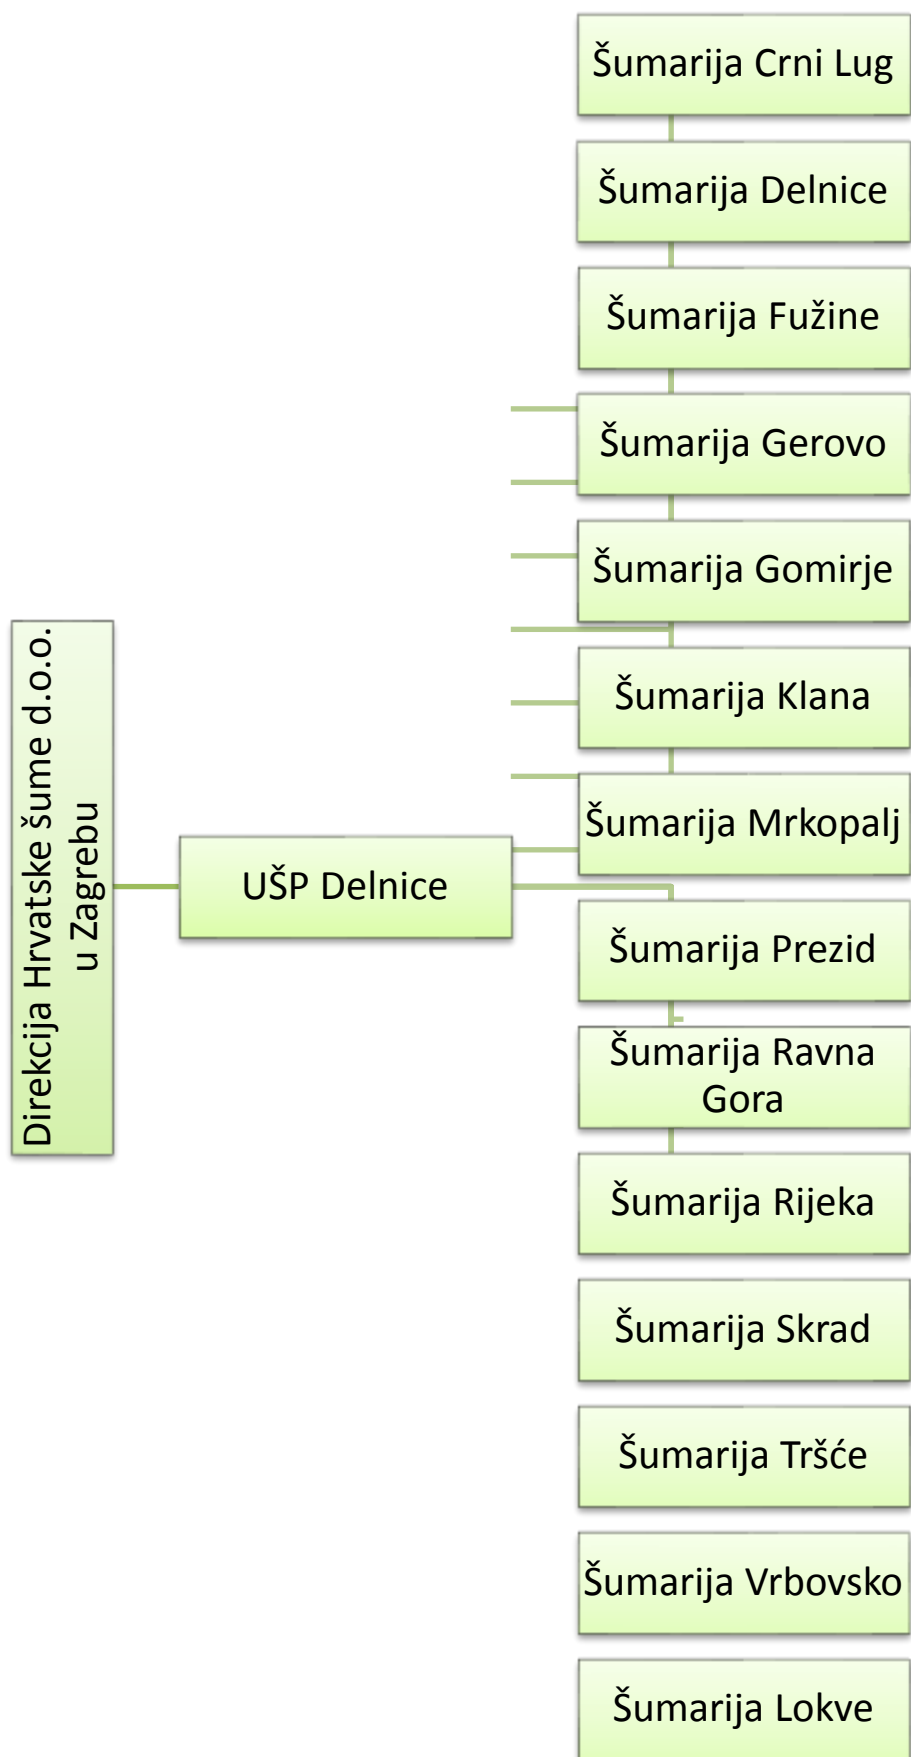 Direkcija Hrvatske šume d.o.o.
u Zagrebu
UŠP Delnice
Šumarija Crni Lug
Šumarija Delnice
Šumarija Fužine
Šumarija Gerovo
Šumarija Gomirje
Šumarija Klana
Šumarija Mrkopalj
Šumarija Prezid
Šumarija Ravna
Gora
Šumarija Rijeka
Šumarija Skrad
Šumarija Tršće
Šumarija Vrbovsko
Šumarija Lokve